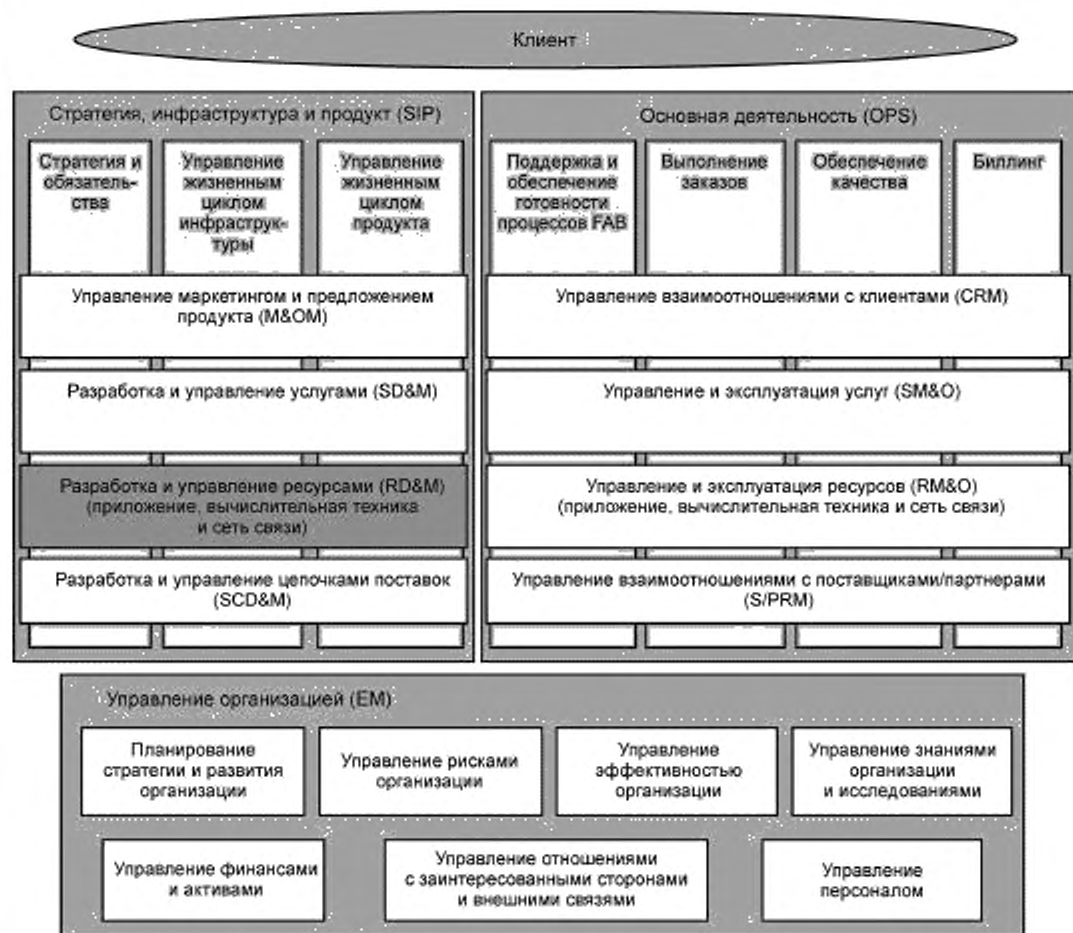 Клиент
Стратегия, инфраструктура и продукт (SIP)
Стратегия и
обязатель-
ства
Управление
жизненным
циклом
инфраструк-
туры
Управление
жизненным
циклом
продукта
Управление маркетингом и предложением
продукта (M&OM)
Разработка и управление услугами (SD&M)
Разработка и управление ресурсами (RD&M)
(приложение, вычислительная техника
и сеть связи)
Разработка и управление цепочками поставок
(SCD&M)
Основная деятельность (OPS)
Поддержка и
обеспечение
готовности
процессов FAB
Выполнение
заказов
Обеспечение
качества
Биллинг
Управление взаимоотношениями с клиентами (CRM)
Управление и эксплуатация услуг (SM&O)
Управление и эксплуатация ресурсов (RM&O)
(приложение, вычислительная техника и сеть связи)
Управление взаимоотношениями с поставщиками/партнерами
(S/PRM)
Управление организацией (EM)
Планирование
стратегии и развития
организации
Управление рисками
организации
Управление
эффективностью
организации
Управление знаниями
организации
и исследованиями
Управление финансами
и активами
Управление отношениями
с заинтересованными сторонами
и внешними связями
Управление
персоналом